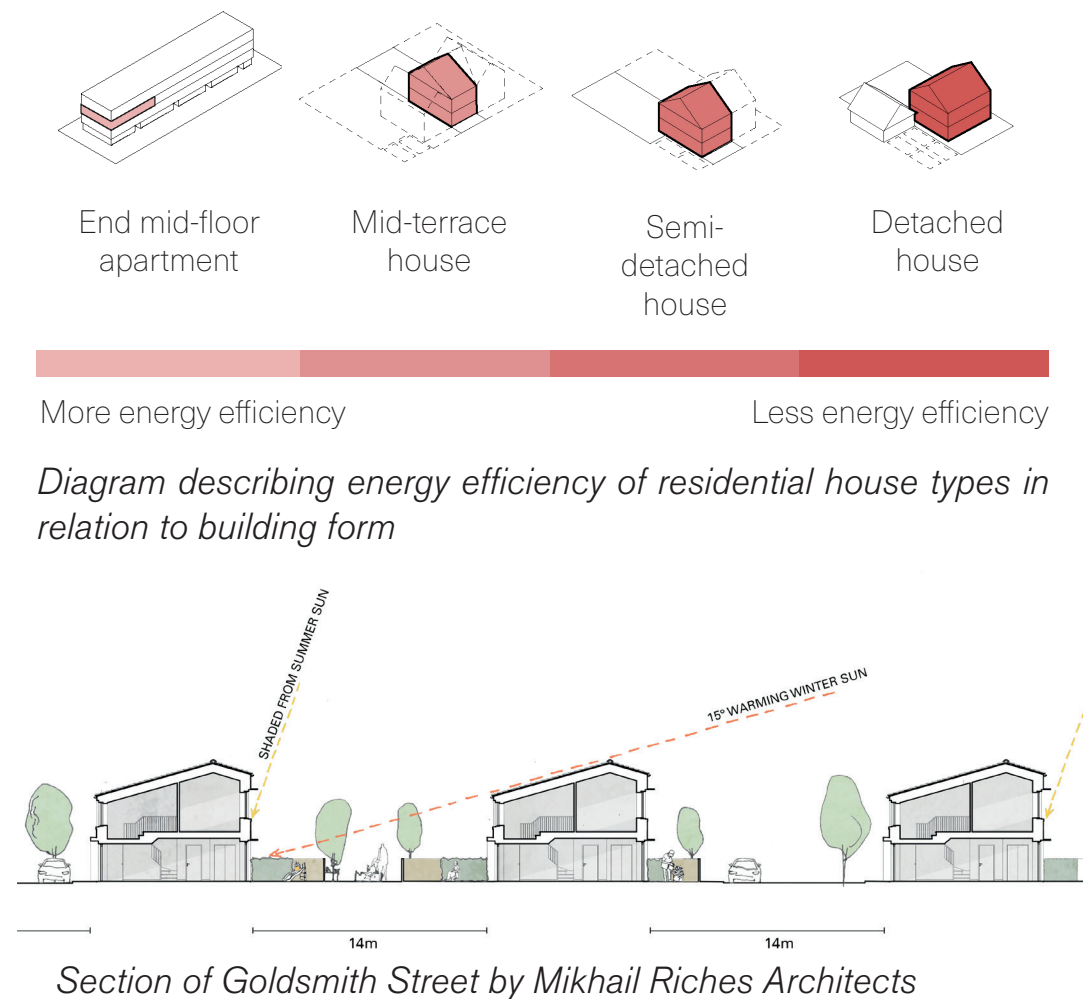 End mid-floor
apartment
Mid-terrace
house
Semi-
detached
house
Detached
house
More energy efficiency
Less energy efficiency
Diagram describing energy efficiency of residential house types in
relation to building form
SHADED FROM SUMMER SUN
15° WARMING WINTER SUN
14m
14m
Section of Goldsmith Street by Mikhail Riches Architects